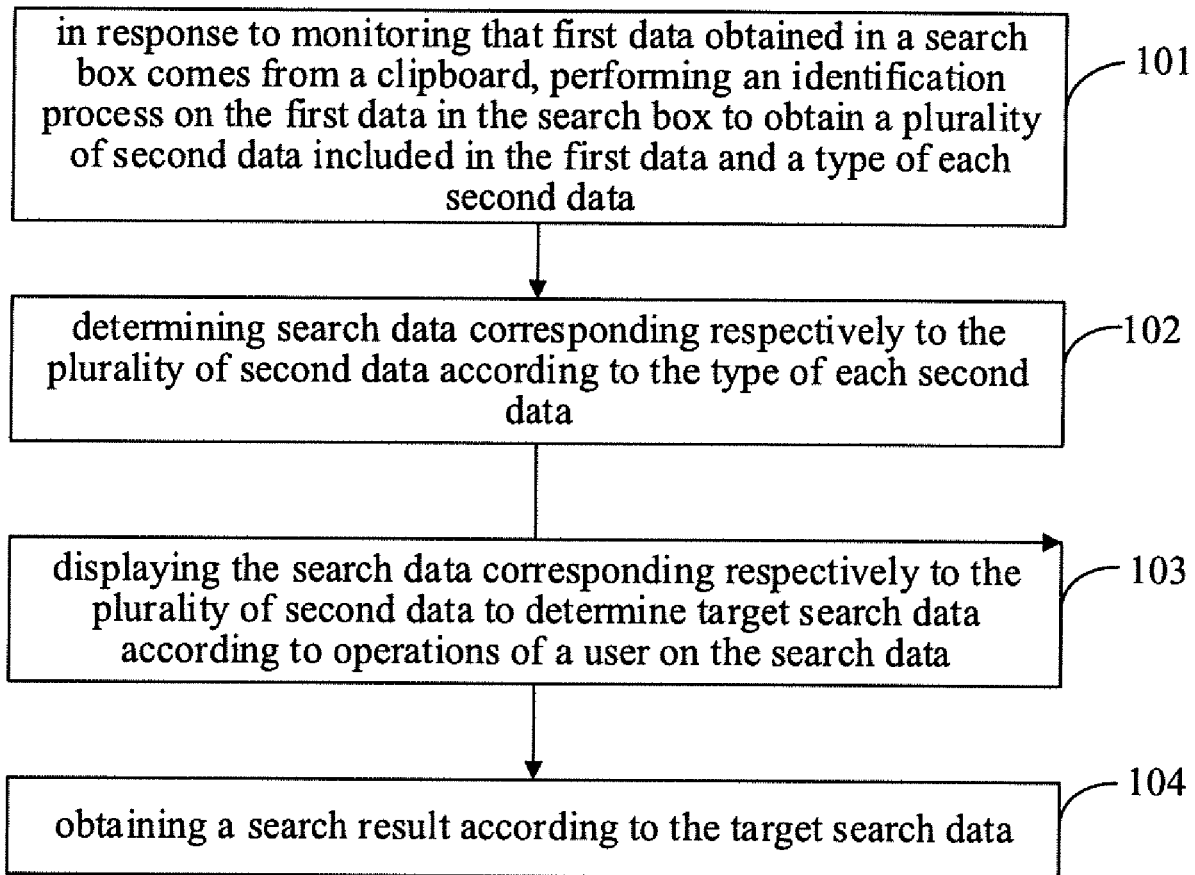 in response to monitoring that first data obtained in a search
box comes from a clipboard, performing an identification
process on the first data in the search box to obtain a plurality
of second data included in the first data and a type of each
second data
101
determining search data corresponding respectively to the
plurality of second data according to the type of each second
data
102
displaying the search data corresponding respectively to the
plurality of second data to determine target search data
according to operations of a user on the search data
103
obtaining a search result according to the target search data
104